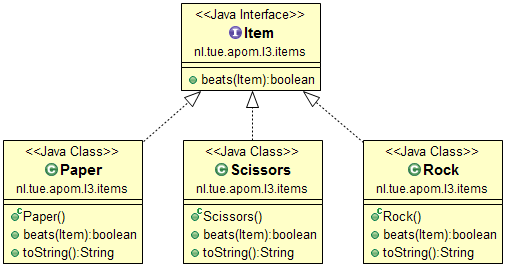 <<Java Interface>>
Item
nl.tue.apom.l3.items
beats(Item):boolean
<<Java Class>>
Paper
nl.tue.apom.l3.items
Paper()
beats(Item):boolean
toString():String
<<Java Class>>
Scissors
nl.tue.apom.l3.items
Scissors()
beats(Item):boolean
toString():String
<<Java Class>>
Rock
nl.tue.apom.l3.items
Rock()
beats(Item):boolean
toString():String